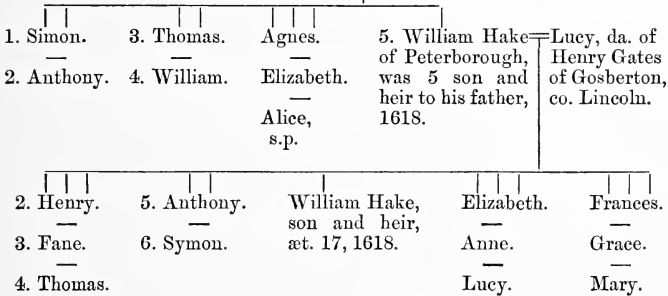 1. Simon.
2. Anthony.
3. Thomas.
4. William.
Agnes.
Elizabeth.
Alice,
s.p.
5. William Hake
of Peterborough,
was 5 son and
heir to his father,
1618.
Lucy, da. of
Henry Gates
of Gosberton,
co. Lincoln.
2. Henry.
3. Fane.
4. Thomas.
5. Anthony.
6. Symon.
William Hake,
son and heir,
æt. 17, 1618.
Elizabeth.
Anne.
Lucy.
Frances.
Grace.
Mary.